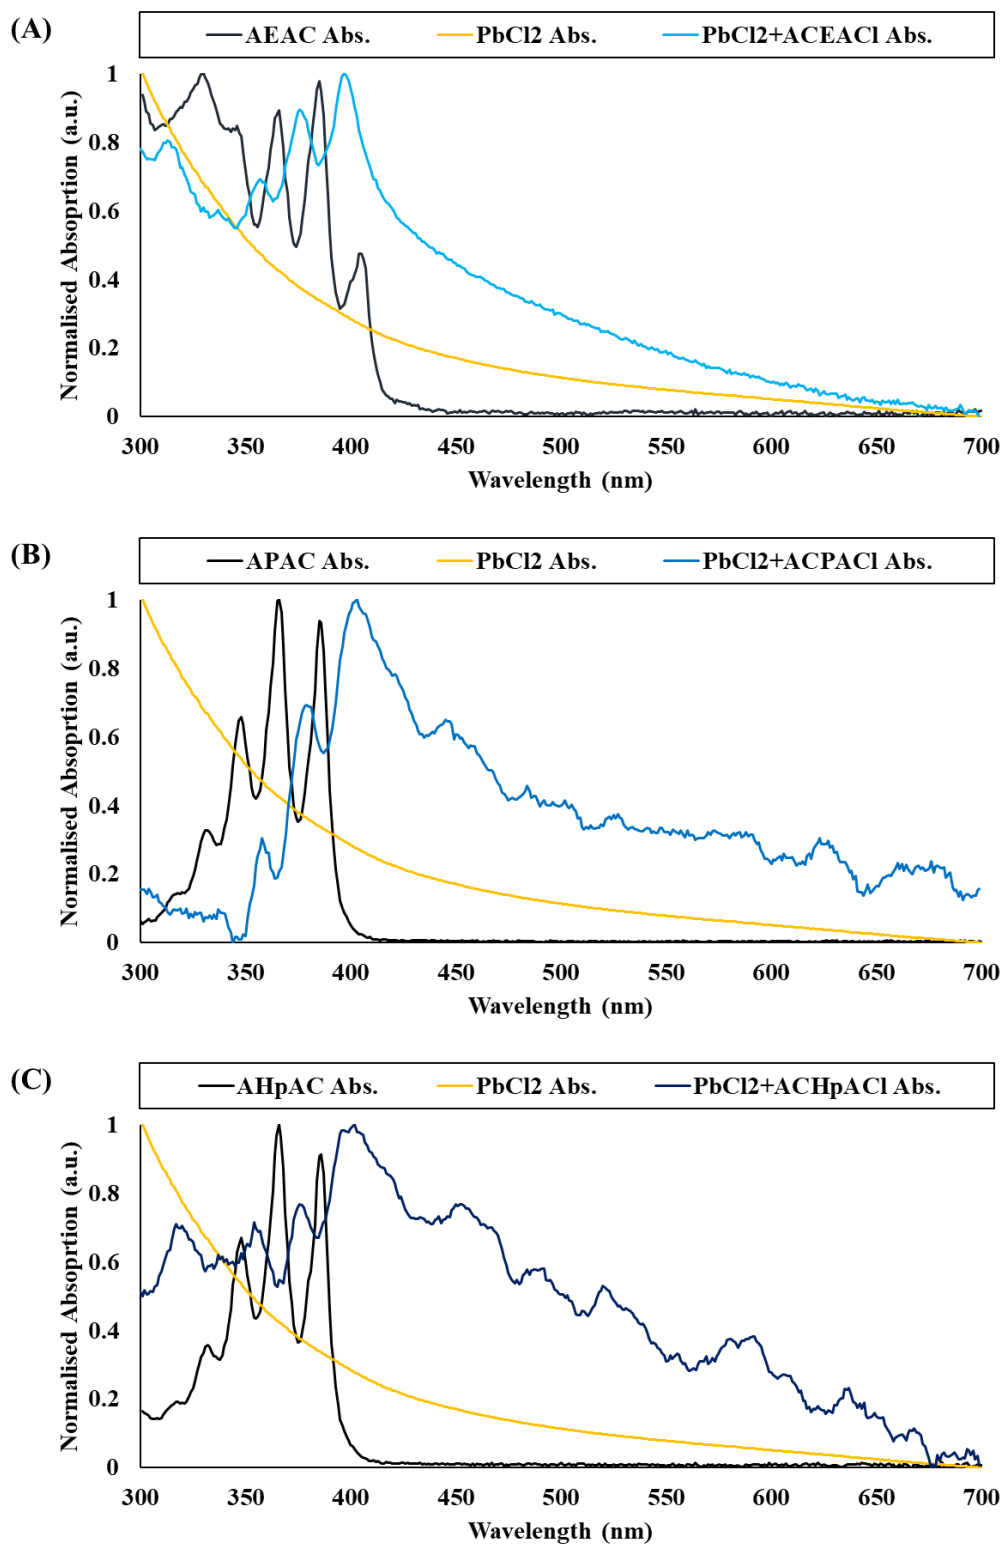 (A)
AEAC Abs. PbCl2 Abs. PbCl2+ACEACl Abs.
Normalised Absoprtion (a.u.)
1
0.8
0.6
0.4
0.2
0
300 350 400 450 500 550 600 650 700
Wavelength (nm)
(B)
APAC Abs. PbCl2 Abs. PbCl2+ACPACl Abs.
Normalised Absoprtion (a.u.)
1
0.8
0.6
0.4
0.2
0
300 350 400 450 500 550 600 650 700
Wavelength (nm)
(C)
AHpAC Abs. PbCl2 Abs. PbCl2+ACHpACl Abs.
Normalised Absoprtion (a.u.)
1
0.8
0.6
0.4
0.2
0
300 350 400 450 500 550 600 650 700
Wavelength (nm)